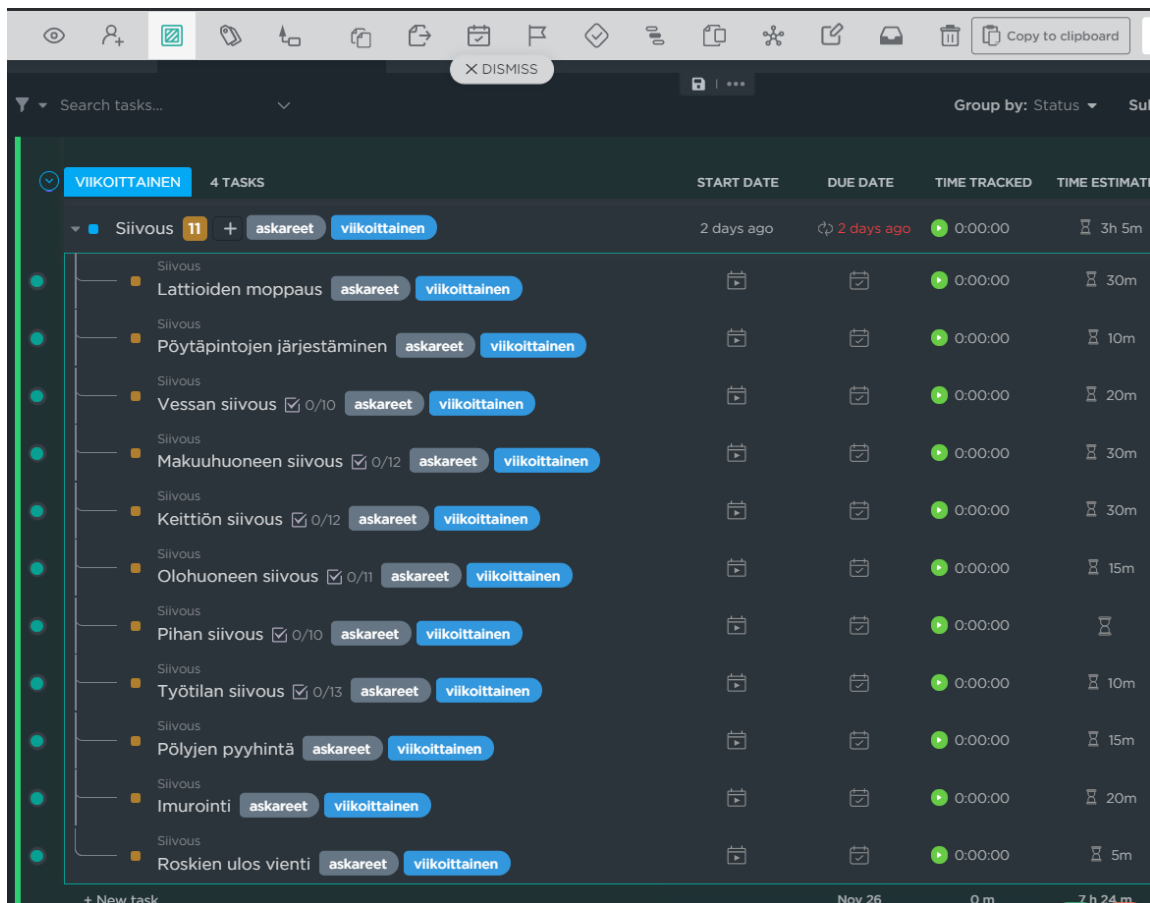 Copy to clipboard
DISMISS
Search tasks...
Group by: Status
VIIKOITTAINEN 4 TASKS START DATE DUE DATE TIME TRACKED
Siivous 11 + askareet viikoittainen 2 days ago 2 days ago 0:00:00 3h 5m
Siivous
Lattioiden moppaus askareet viikoittainen 0:00:00 30m
Siivous
Pöytäpintojen järjestäminen askareet viikoittainen 0:00:00 10m
Siivous
Vessan siivous 0/10 askareet viikoittainen 0:00:00 20m
Siivous
Makuuhuoneen siivous 0/12 askareet viikoittainen 0:00:00 30m
Siivous
Keittiön siivous 0/12 askareet viikoittainen 0:00:00 30m
Siivous
Olohuoneen siivous 0/11 askareet viikoittainen 0:00:00 15m
Siivous
Pihan siivous 0/10 askareet viikoittainen 0:00:00
Siivous
Työtilan siivous 0/13 askareet viikoittainen 0:00:00 10m
Siivous
Pölyjen pyyhintä askareet viikoittainen 0:00:00 15m
Siivous
Imurointi askareet viikoittainen 0:00:00 20m
Siivous
Roskien ulos vienti askareet viikoittainen 0:00:00 5m
+ New task Nov 26 0 m 7 h 24 m